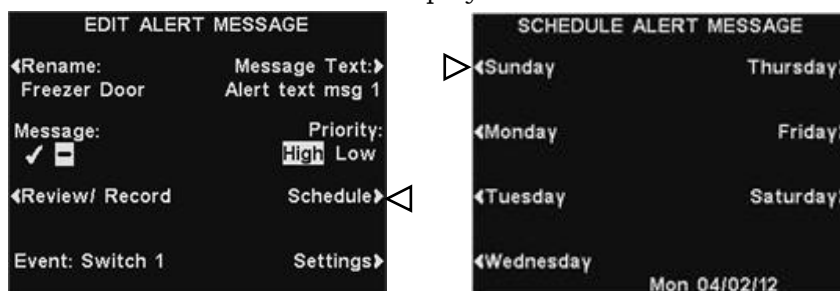 EDIT ALERT MESSAGE
Rename: Message Text:
Freezer Door Alert text msg 1
Message: Priority:
✓ – High Low
Review/ Record Schedule
Event: Switch 1 Settings
SCHEDULE ALERT MESSAGE
Sunday Thursday
Monday Friday
Tuesday Saturday
Wednesday
Mon 04/02/12